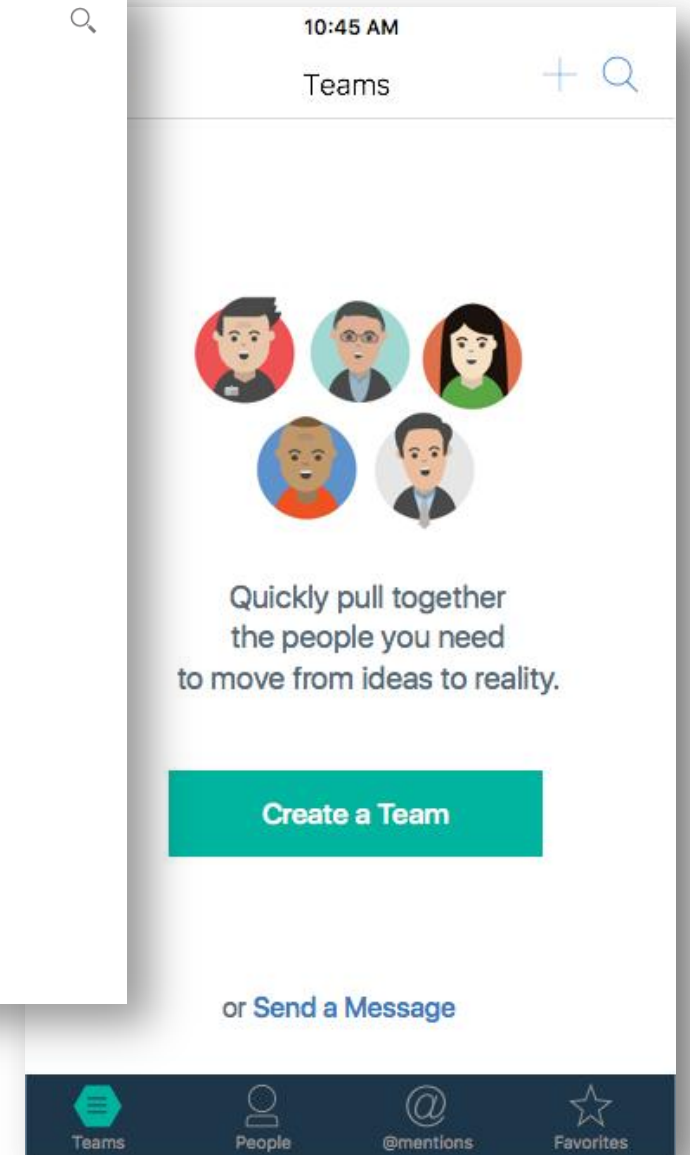 10:45 AM
Teams
Quickly pull together
the people you need
to move from ideas to reality.
Create a Team
or Send a Message
Teams
People
@mentions
Favorites